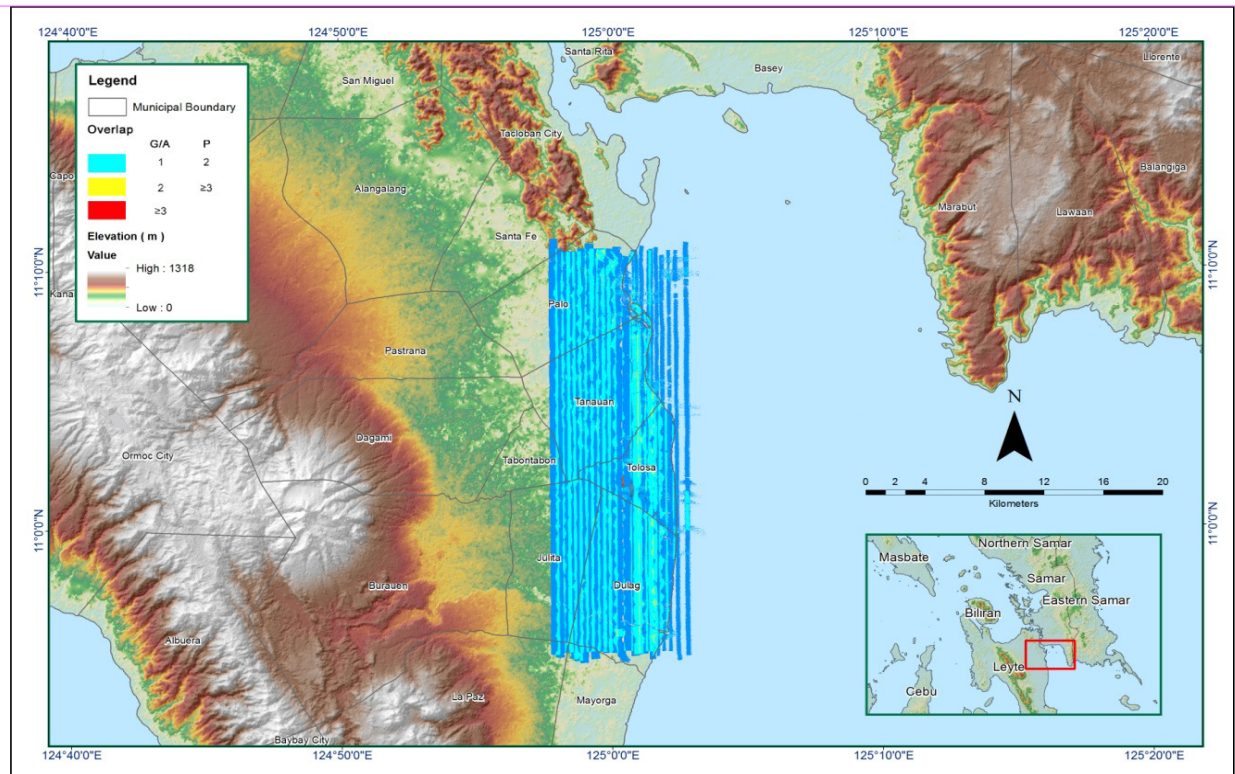 124°40'0"E 124°50'0"E 125°0'0"E 125°10'0"E 125°20'0"E
Legend
Municipal Boundary
Overlap
G/A P
1 2
2 ≥3
≥3
Elevation ( m )
Value
High : 1318
Low : 0
Santa Rita
Basey
Llorente
San Miguel
Tacloban City
Balangiga
Alangalang
Marabut
Lawaan
Santa Fe
11°10'0"N
11°10'0"N
Kana
Palo
Pastrana
Tanauan
Dagami
Ormoc City
Tabontabon
Tolosa
N
0 2 4 8 12 16 20
Kilometers
11°0'0"N
11°0'0"N
Julita
Dulag
Burauen
Albuera
La Paz
Mayorga
Baybay City
Northern Samar
Masbate
Samar
Eastern Samar
Biliran
Leyte
Cebu
124°40'0"E 124°50'0"E 125°0'0"E 125°10'0"E 125°20'0"E